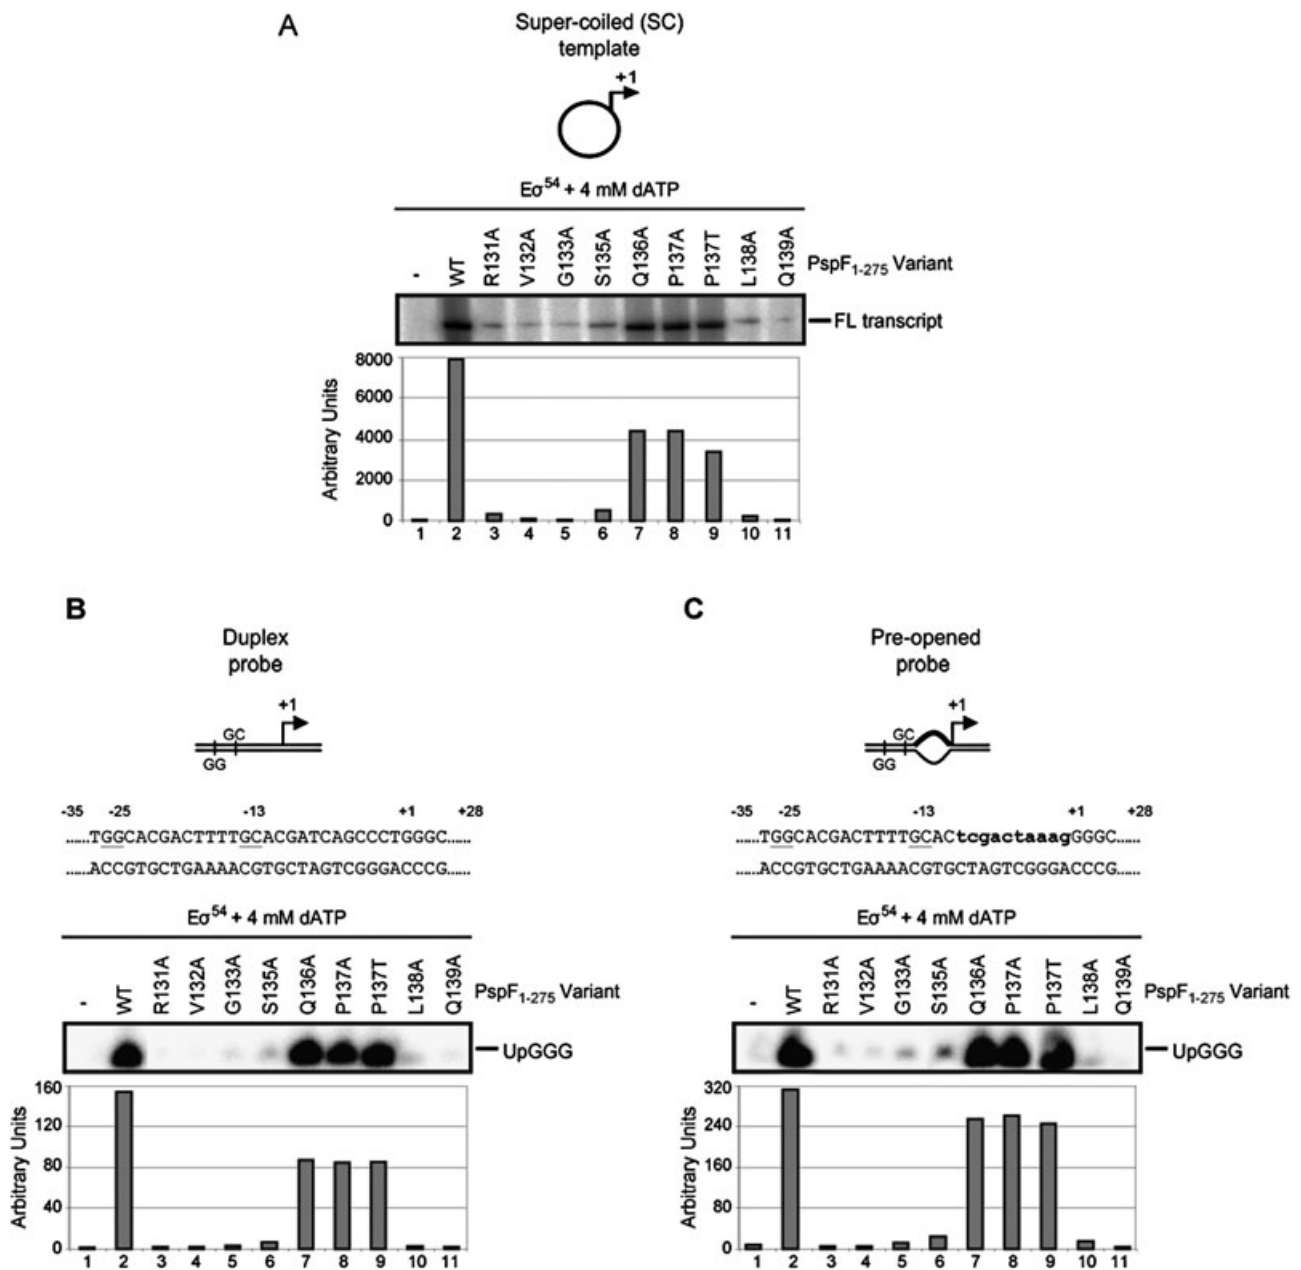 A
Super-coiled (SC)
template
+1
Eσ54 + 4 mM dATP
- WT R131A V132A G133A S135A Q136A P137A P137T L138A Q139A PspF1-275 Variant
FL transcript
8000
6000
4000
2000
0
Arbitrary Units
1 2 3 4 5 6 7 8 9 10 11
B
Duplex
probe
+1
GC
GG
-35 -25 -13 +1 +28
......TGGCACGACTTTTGCACGATCAGCCCTGGGC......
......ACCGTGCTGAAAACGTGCTAGTCGGGACCCG......
Eσ54 + 4 mM dATP
- WT R131A V132A G133A S135A Q136A P137A P137T L138A Q139A PspF1-275 Variant
UpGGG
160
120
80
40
0
Arbitrary Units
1 2 3 4 5 6 7 8 9 10 11
C
Pre-opened
probe
+1
GC
GG
-35 -25 -13 +1 +28
......TGGCACGACTTTTGCACtcgactaaagGGGC......
......ACCGTGCTGAAAACGTGCTAGTCGGGACCCG......
Eσ54 + 4 mM dATP
- WT R131A V132A G133A S135A Q136A P137A P137T L138A Q139A PspF1-275 Variant
UpGGG
320
240
160
80
0
Arbitrary Units
1 2 3 4 5 6 7 8 9 10 11